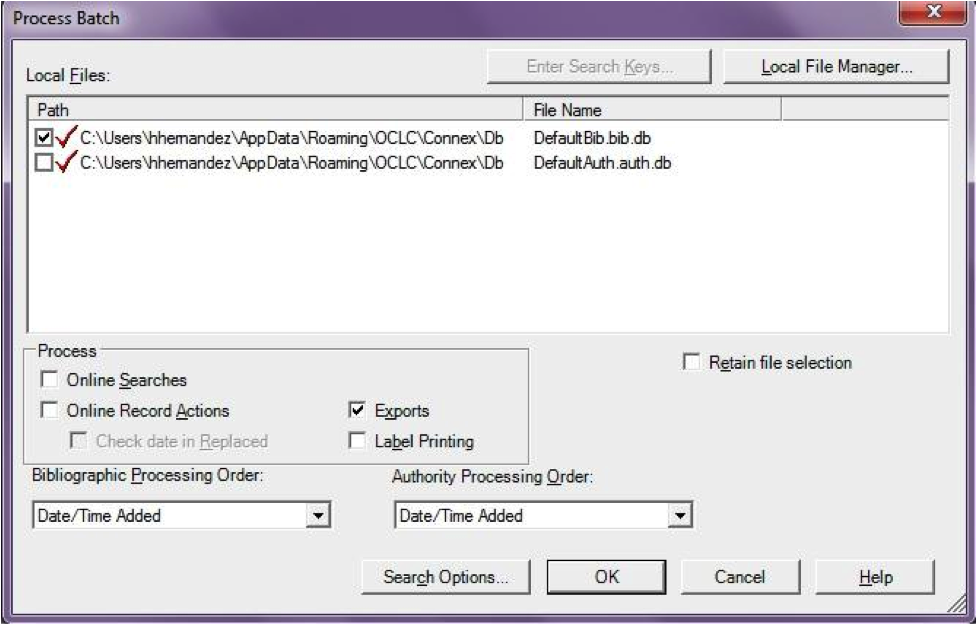 Process Batch
Local Files:
Enter Search Keys...
Local File Manager...
Path File Name
C:\Users\hhernandez\AppData\Roaming\OCLC\Connex\Db DefaultBib.bib.db
C:\Users\hhernandez\AppData\Roaming\OCLC\Connex\Db DefaultAuth.auth.db
Process
Retain file selection
Online Searches
Online Record Actions Exports
Check date in Replaced Label Printing
Bibliographic Processing Order: Authority Processing Order:
Date/Time Added Date/Time Added
Search Options... OK Cancel Help